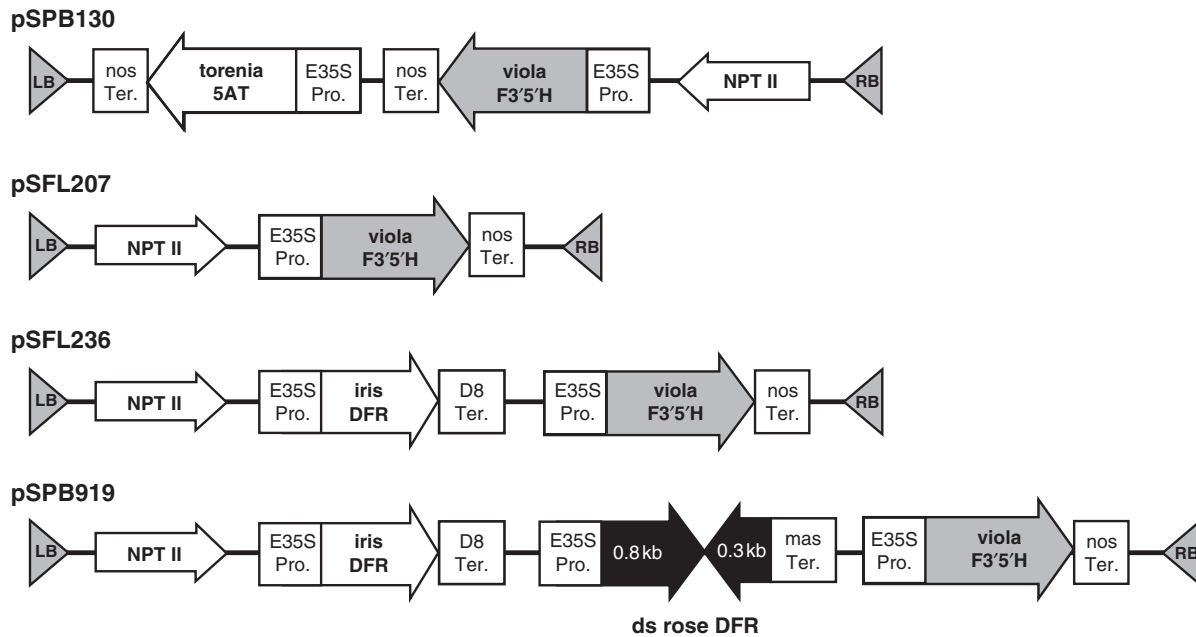 pSPB130
LB
nos
Ter.
torenia
5AT
E35S
Pro.
nos
Ter.
viola
F3′5′H
E35S
Pro.
NPT II
RB
pSFL207
LB
NPT II
E35S
Pro.
viola
F3′5′H
nos
Ter.
RB
pSFL236
LB
NPT II
E35S
Pro.
iris
DFR
D8
Ter.
E35S
Pro.
viola
F3′5′H
nos
Ter.
RB
pSPB919
LB
NPT II
E35S
Pro.
iris
DFR
D8
Ter.
E35S
Pro.
0.8 kb
0.3 kb
mas
Ter.
E35S
Pro.
viola
F3′5′H
nos
Ter.
RB
ds rose DFR